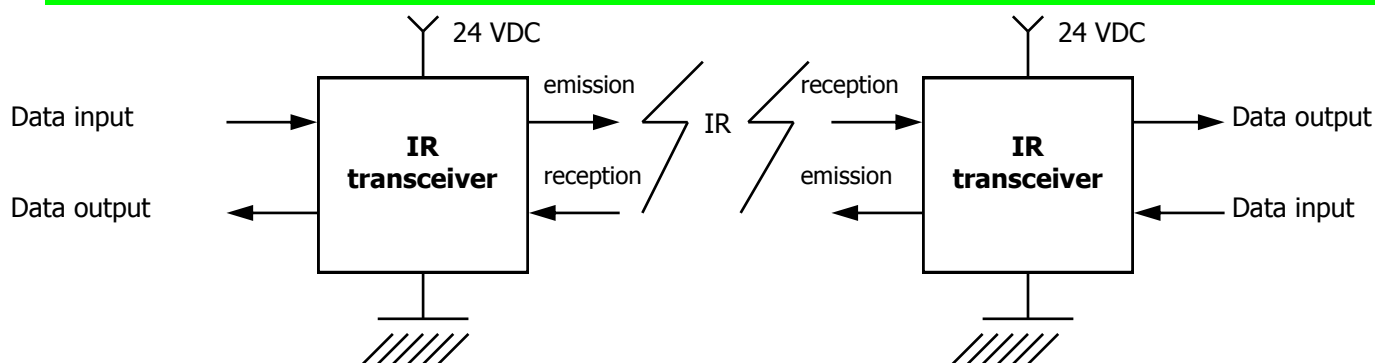 24 VDC 24 VDC
emission reception
Data input IR Data output
IR transceiver IR transceiver
reception emission
Data output Data input